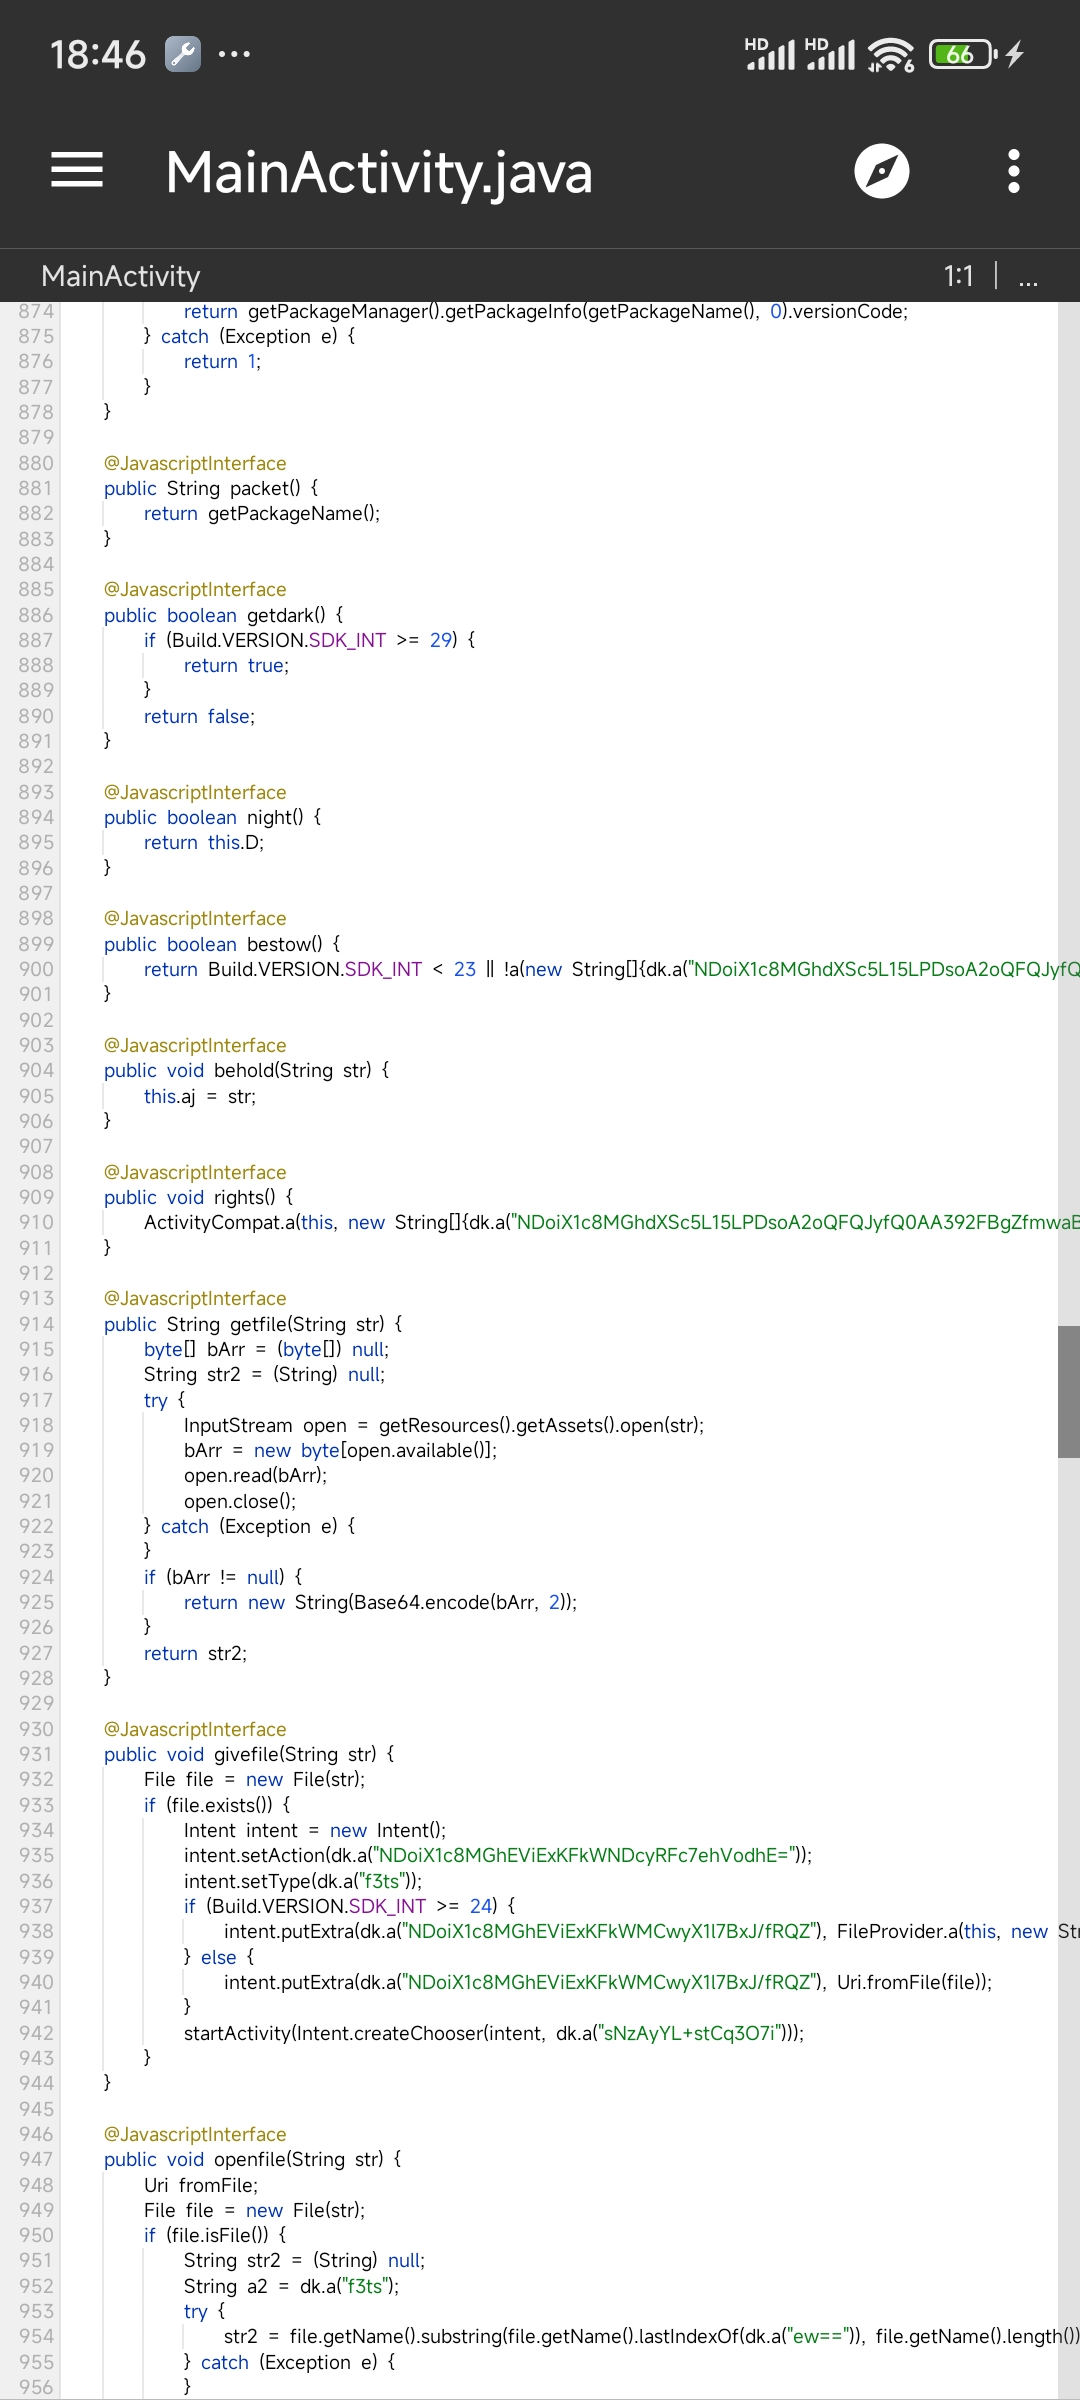 18:46 ... HD HD 6 66
MainActivity.java
MainActivity 1:1 | ...
874 return getPackageManager().getPackageInfo(getPackageName(), 0).versionCode;
875 } catch (Exception e) {
876 return 1;
877 }
878 }
879
880 @JavascriptInterface
881 public String packet() {
882 return getPackageName();
883 }
884
885 @JavascriptInterface
886 public boolean getdark() {
887 if (Build.VERSION.SDK_INT >= 29) {
888 return true;
889 }
890 return false;
891 }
892
893 @JavascriptInterface
894 public boolean night() {
895 return this.D;
896 }
897
898 @JavascriptInterface
899 public boolean bestow() {
900 return Build.VERSION.SDK_INT < 23 || !a(new String[]{dk.a("NDoiX1c8MGhdXSc5L15LPDsoA2oQFQJyfQ
901 }
902
903 @JavascriptInterface
904 public void behold(String str) {
905 this.aj = str;
906 }
907
908 @JavascriptInterface
909 public void rights() {
910 ActivityCompat.a(this, new String[]{dk.a("NDoiX1c8MGhdXSc5L15LPDsoA2oQFQJyfQ0AA392FBgZfmwaE
911 }
912
913 @JavascriptInterface
914 public String getfile(String str) {
915 byte[] bArr = (byte[]) null;
916 String str2 = (String) null;
917 try {
918 InputStream open = getResources().getAssets().open(str);
919 bArr = new byte[open.available()];
920 open.read(bArr);
921 open.close();
922 } catch (Exception e) {
923 }
924 if (bArr != null) {
925 return new String(Base64.encode(bArr, 2));
926 }
927 return str2;
928 }
929
930 @JavascriptInterface
931 public void givefile(String str) {
932 File file = new File(str);
933 if (file.exists()) {
934 Intent intent = new Intent();
935 intent.setAction(dk.a("NDoiX1c8MGhEViExKFkWNDcyRFc7ehVodhE="));
936 intent.setType(dk.a("f3ts"));
937 if (Build.VERSION.SDK_INT >= 24) {
938 intent.putExtra(dk.a("NDoiX1c8MGhEViExKFkWMCwyX1l7BxJ/fRQZ"), FileProvider.a(this, new Str
939 } else {
940 intent.putExtra(dk.a("NDoiX1c8MGhEViExKFkWMCwyX1l7BxJ/fRQZ"), Uri.fromFile(file));
941 }
942 startActivity(Intent.createChooser(intent, dk.a("sNzAyYL+stCq3O7i")));
943 }
944 }
945
946 @JavascriptInterface
947 public void openfile(String str) {
948 Uri fromFile;
949 File file = new File(str);
950 if (file.isFile()) {
951 String str2 = (String) null;
952 String a2 = dk.a("f3ts");
953 try {
954 str2 = file.getName().substring(file.getName().lastIndexOf(dk.a("ew==")), file.getName().length())
955 } catch (Exception e) {
956 }